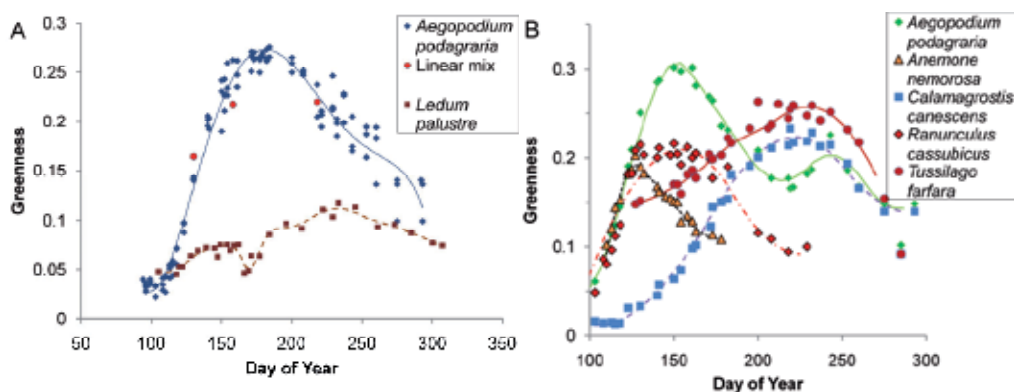 A
0.3
0.25
0.2
0.15
0.1
0.05
0
Greenness
50
100
150
200
250
300
350
Day of Year
Aegopodium
podagraria
Linear mix
Ledum
palustre
B
0.3
0.2
0.1
0
Greenness
100
150
200
250
300
Day of Year
Aegopodium
podagraria
Anemone
nemorosa
Calamagrostis
canescens
Ranunculus
cassubicus
Tussilago
farfara